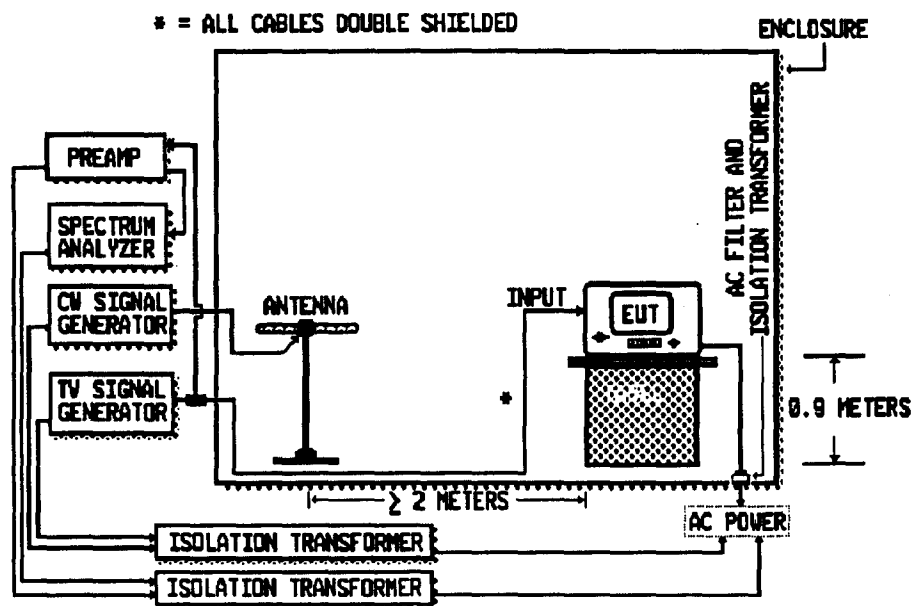 * = ALL CABLES DOUBLE SHIELDED
ENCLOSURE
PREAMP
SPECTRUM
ANALYZER
CW SIGNAL
GENERATOR
TV SIGNAL
GENERATOR
ANTENNA
INPUT
EUT
AC FILTER AND
ISOLATION TRANSFORMER
*
0.9 METERS
≥ 2 METERS
AC POWER
ISOLATION TRANSFORMER
ISOLATION TRANSFORMER